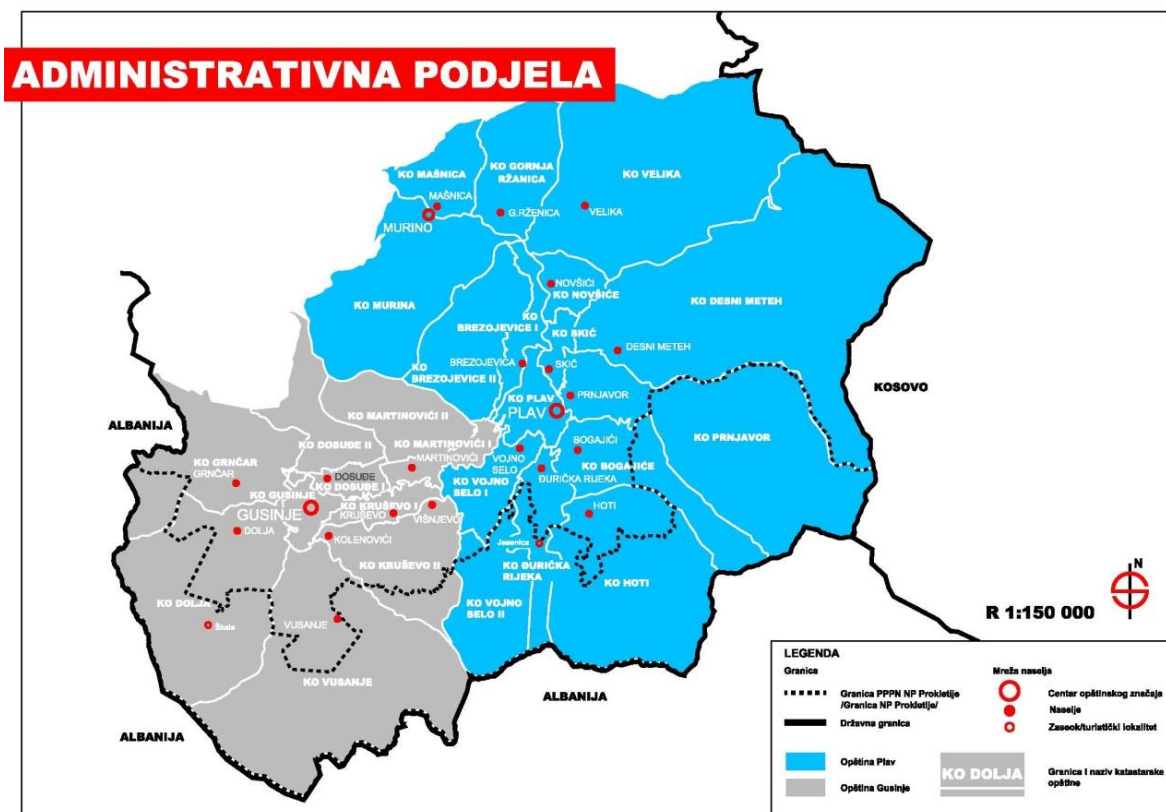 ADMINISTRATIVNA PODJELA
KO GORNJA
RŽANICA
KO MAŠNICA
KO VELIKA
MAŠNICA
G.RŽENICA
VELIKA
MURINO
NOVŠIĆI
KO NOVŠIĆE
KO MURINA
KO DESNI METEH
KO
BREZOJEVICE I
KO SKIĆ
DESNI METEH
BREZOJEVICA
SKIĆ
KO
BREZOJEVICE II
KOSOVO
KO PLAV
PRNJAVOR
PLAV
ALBANIJA
KO MARTINOVIĆI II
KO PRNJAVOR
KO DOSUĐE II
KO MARTINOVIĆI I
BOGAJIĆI
VOJNO
SELO
MARTINOVIĆI
KO GRNČAR
GRNČAR
KO BOGAJIĆE
DOSUĐE
KO DOSUĐE I
KO VOJNO
SELO I
ĐURIČKA RIJEKA
KO GUSINJE
KO KRUŠEVO I
HOTI
GUSINJE
KRUŠEVO
VIŠNJEVO
DOLJA
KOLENOVIĆI
Jasenica
KO KRUŠEVO II
KO ĐURIČKA
RIJEKA
KO HOTI
KO DOLJA
KO VOJNO
SELO II
Škala
VUSANJE
KO VUSANJE
ALBANIJA
ALBANIJA
N
R 1:150 000
LEGENDA
Granica
Granica PPPN NP Prokletije
/Granica NP Prokletije/
Državna granica
Opština Plav
Opština Gusinje
Mreža naselja
Centar opštinskog značaja
Naselje
Zaseok/turistički lokalitet
KO DOLJA
Granica i naziv katastarske
opštine